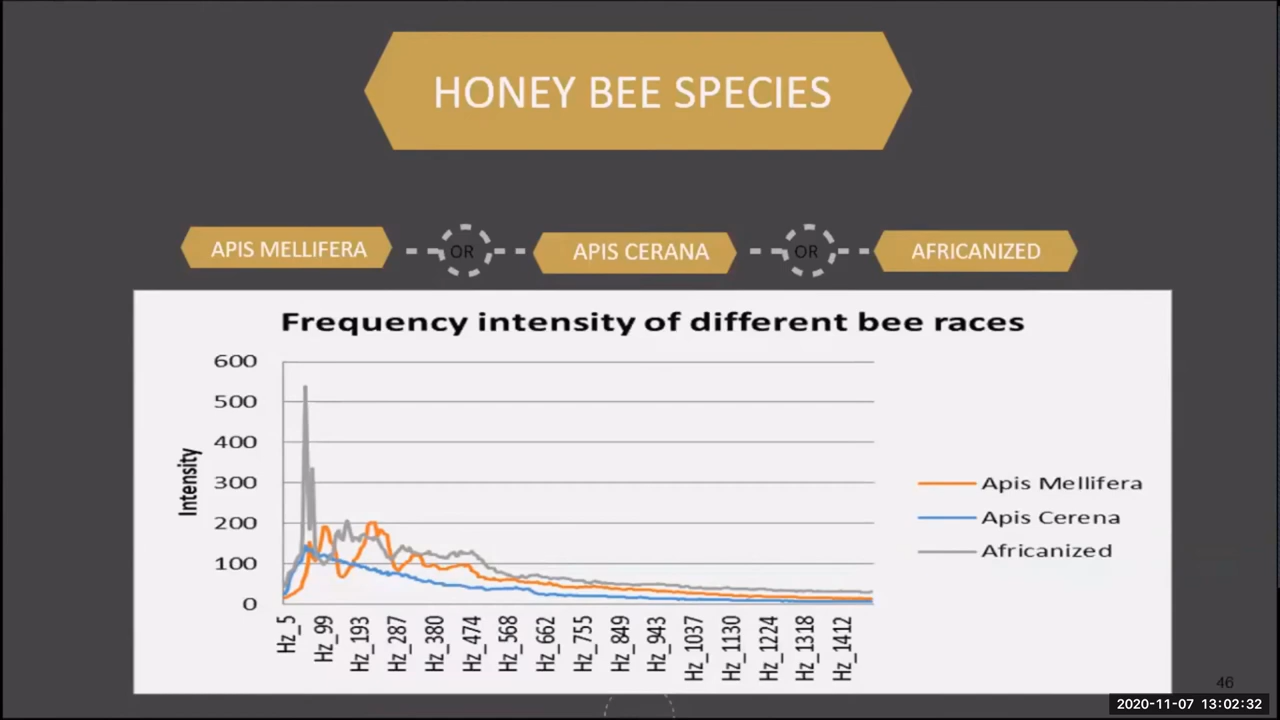 HONEY BEE SPECIES
APIS MELLIFERA
OR
APIS CERANA
OR
AFRICANIZED
Frequency intensity of different bee races
600
500
400
300
200
100
0
Intensity
Hz_5
Hz_99
Hz_193
Hz_287
Hz_380
Hz_474
Hz_568
Hz_662
Hz_755
Hz_849
Hz_943
Hz_1037
Hz_1130
Hz_1224
Hz_1318
Hz_1412
Apis Mellifera
Apis Cerena
Africanized
46
2020-11-07 13:02:32